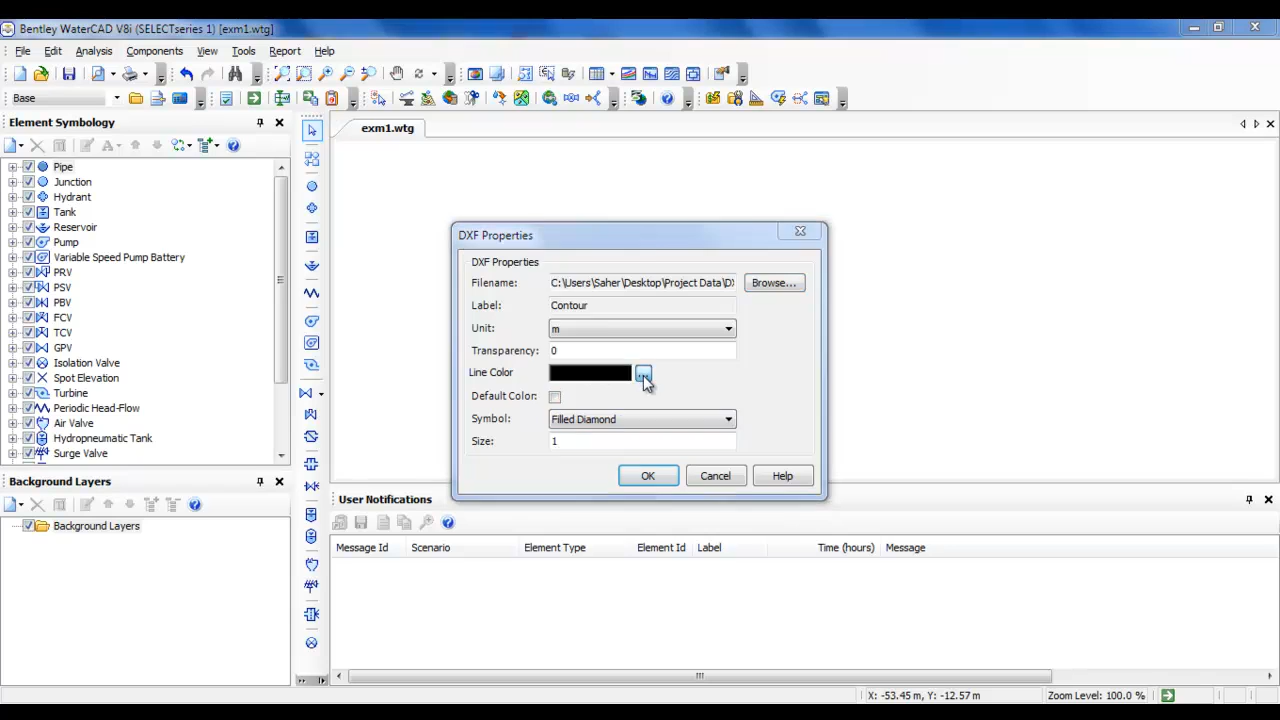 Bentley WaterCAD V8i (SELECTseries 1) [exm1.wtg]
File Edit Analysis Components View Tools Report Help
Base
Element Symbology
exm1.wtg
Pipe
Junction
Hydrant
Tank
Reservoir
Pump
Variable Speed Pump Battery
PRV
PSV
PBV
FCV
TCV
GPV
Isolation Valve
Spot Elevation
Turbine
Periodic Head-Flow
Air Valve
Hydropneumatic Tank
Surge Valve
DXF Properties
DXF Properties
Filename: C:\Users\Saher\Desktop\Project Data\D Browse...
Label: Contour
Unit: m
Transparency: 0
Line Color ...
Default Color:
Symbol: Filled Diamond
Size: 1
OK Cancel Help
Background Layers
Background Layers
User Notifications
Message Id Scenario Element Type Element Id Label Time (hours) Message
X: -53.45 m, Y: -12.57 m Zoom Level: 100.0 %